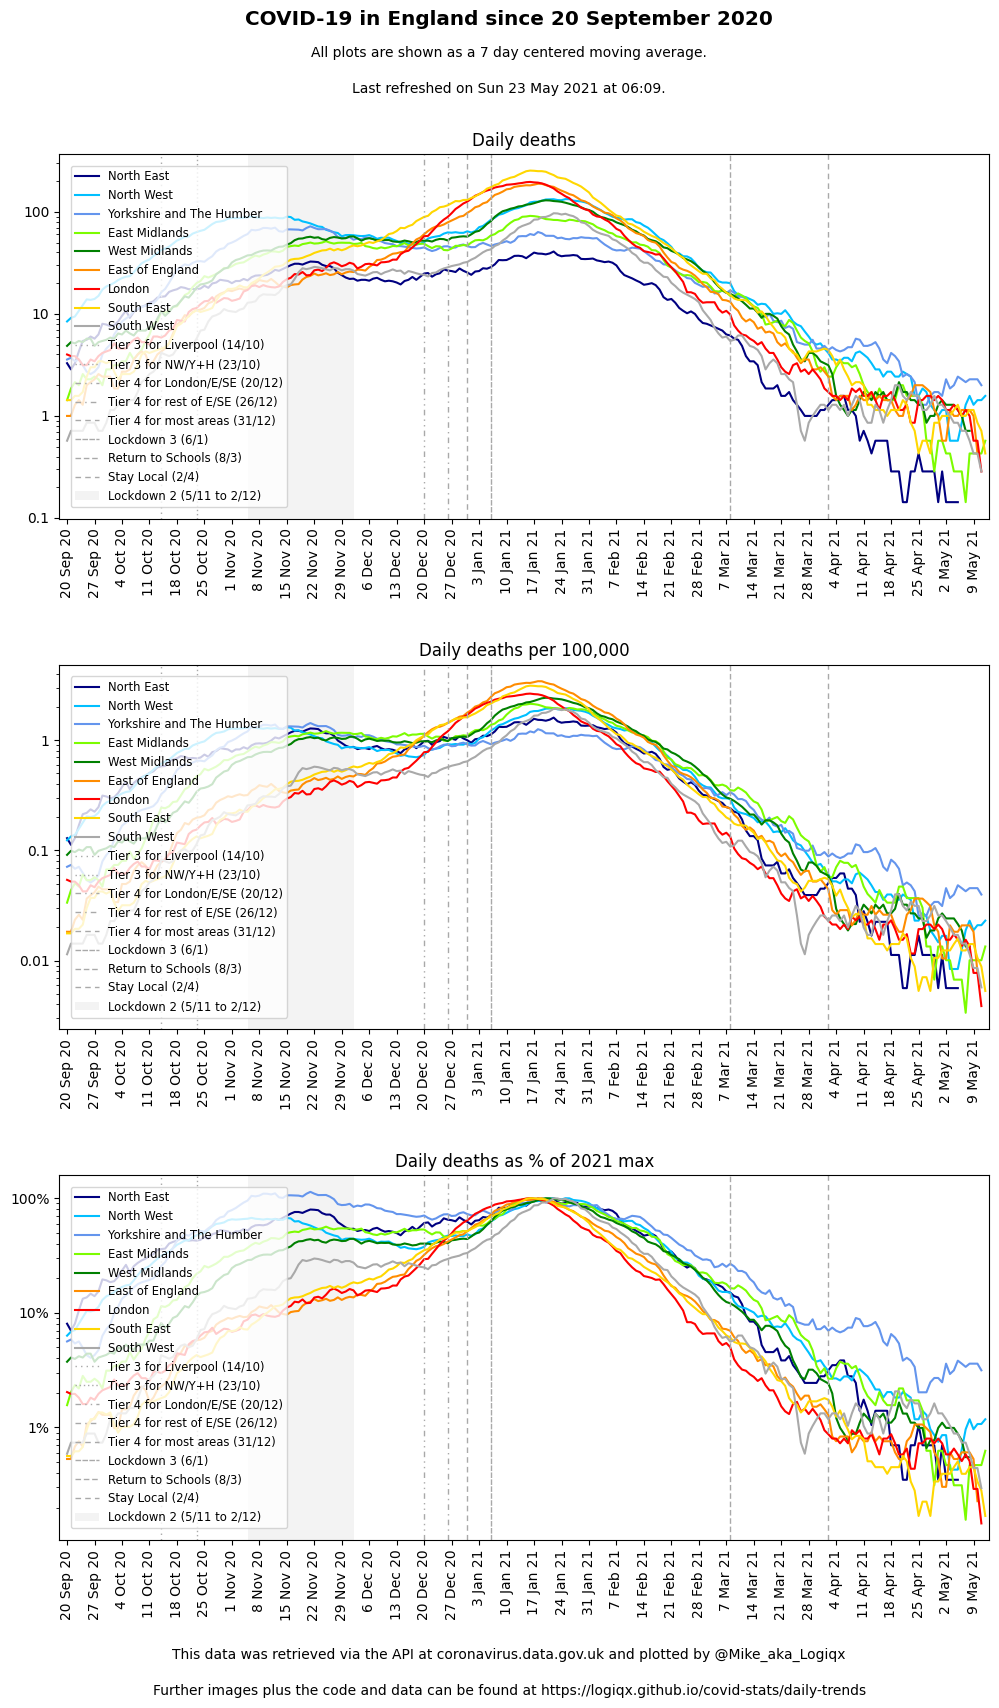 COVID-19 in England since 20 September 2020
All plots are shown as a 7 day centered moving average.
Last refreshed on Sun 23 May 2021 at 06:09.
Daily deaths
100
10
1
0.1
North East
North West
Yorkshire and The Humber
East Midlands
West Midlands
East of England
London
South East
South West
Tier 3 for Liverpool (14/10)
Tier 3 for NW/Y+H (23/10)
Tier 4 for London/E/SE (20/12)
Tier 4 for rest of E/SE (26/12)
Tier 4 for most areas (31/12)
Lockdown 3 (6/1)
Return to Schools (8/3)
Stay Local (2/4)
Lockdown 2 (5/11 to 2/12)
20 Sep 20
27 Sep 20
4 Oct 20
11 Oct 20
18 Oct 20
25 Oct 20
1 Nov 20
8 Nov 20
15 Nov 20
22 Nov 20
29 Nov 20
6 Dec 20
13 Dec 20
20 Dec 20
27 Dec 20
3 Jan 21
10 Jan 21
17 Jan 21
24 Jan 21
31 Jan 21
7 Feb 21
14 Feb 21
21 Feb 21
28 Feb 21
7 Mar 21
14 Mar 21
21 Mar 21
28 Mar 21
4 Apr 21
11 Apr 21
18 Apr 21
25 Apr 21
2 May 21
9 May 21
Daily deaths per 100,000
1
0.1
0.01
North East
North West
Yorkshire and The Humber
East Midlands
West Midlands
East of England
London
South East
South West
Tier 3 for Liverpool (14/10)
Tier 3 for NW/Y+H (23/10)
Tier 4 for London/E/SE (20/12)
Tier 4 for rest of E/SE (26/12)
Tier 4 for most areas (31/12)
Lockdown 3 (6/1)
Return to Schools (8/3)
Stay Local (2/4)
Lockdown 2 (5/11 to 2/12)
20 Sep 20
27 Sep 20
4 Oct 20
11 Oct 20
18 Oct 20
25 Oct 20
1 Nov 20
8 Nov 20
15 Nov 20
22 Nov 20
29 Nov 20
6 Dec 20
13 Dec 20
20 Dec 20
27 Dec 20
3 Jan 21
10 Jan 21
17 Jan 21
24 Jan 21
31 Jan 21
7 Feb 21
14 Feb 21
21 Feb 21
28 Feb 21
7 Mar 21
14 Mar 21
21 Mar 21
28 Mar 21
4 Apr 21
11 Apr 21
18 Apr 21
25 Apr 21
2 May 21
9 May 21
Daily deaths as % of 2021 max
100%
10%
1%
North East
North West
Yorkshire and The Humber
East Midlands
West Midlands
East of England
London
South East
South West
Tier 3 for Liverpool (14/10)
Tier 3 for NW/Y+H (23/10)
Tier 4 for London/E/SE (20/12)
Tier 4 for rest of E/SE (26/12)
Tier 4 for most areas (31/12)
Lockdown 3 (6/1)
Return to Schools (8/3)
Stay Local (2/4)
Lockdown 2 (5/11 to 2/12)
20 Sep 20
27 Sep 20
4 Oct 20
11 Oct 20
18 Oct 20
25 Oct 20
1 Nov 20
8 Nov 20
15 Nov 20
22 Nov 20
29 Nov 20
6 Dec 20
13 Dec 20
20 Dec 20
27 Dec 20
3 Jan 21
10 Jan 21
17 Jan 21
24 Jan 21
31 Jan 21
7 Feb 21
14 Feb 21
21 Feb 21
28 Feb 21
7 Mar 21
14 Mar 21
21 Mar 21
28 Mar 21
4 Apr 21
11 Apr 21
18 Apr 21
25 Apr 21
2 May 21
9 May 21
This data was retrieved via the API at coronavirus.data.gov.uk and plotted by @Mike_aka_Logiqx
Further images plus the code and data can be found at https://logiqx.github.io/covid-stats/daily-trends